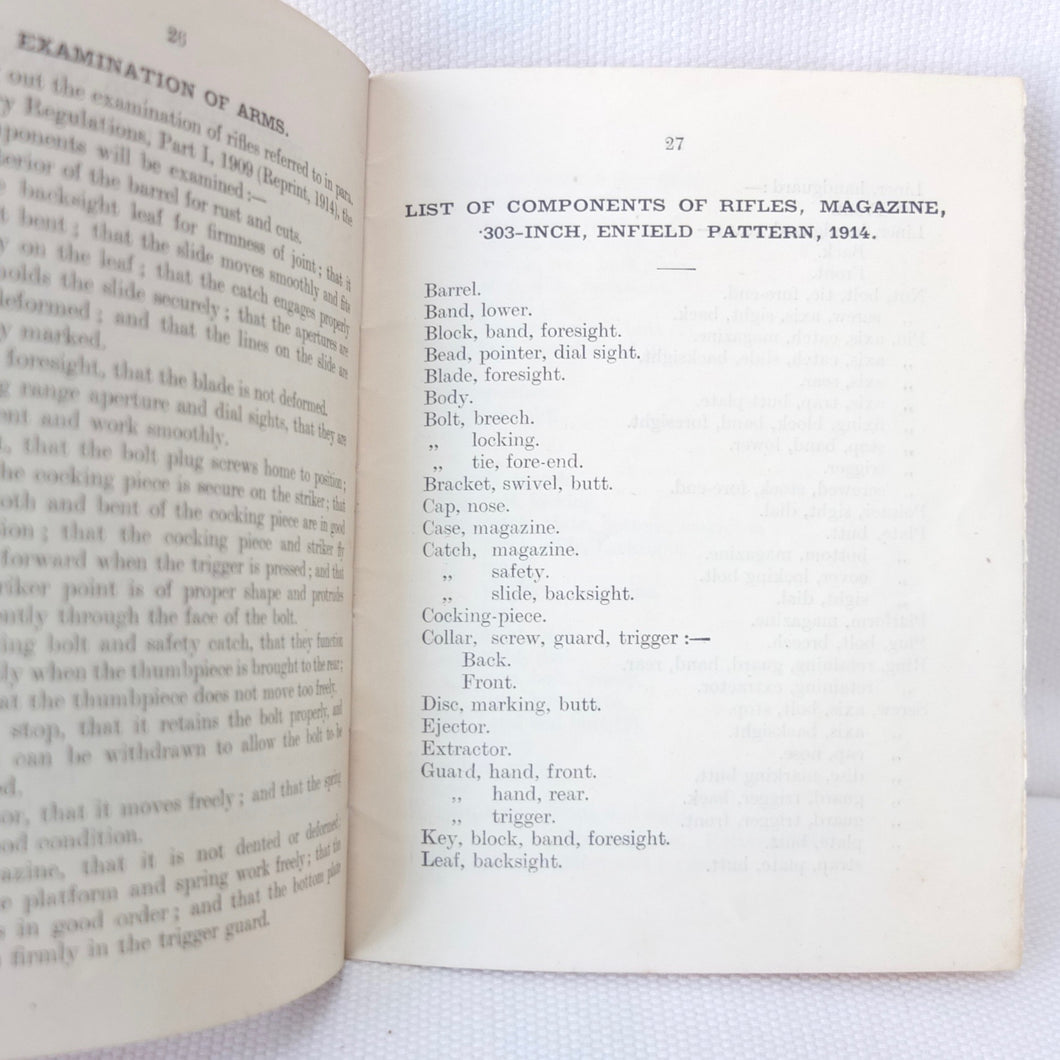 26
EXAMINATION OF ARMS.
out the examination of rifles referred to in para.
Regulations, Part I, 1909 (Reprint, 1914), the
ponents will be examined :—
terior of the barrel for rust and cuts.
backsight leaf for firmness of joint ; that it
t bent ; that the slide moves smoothly and fits
y on the leaf ; that the catch engages properly
holds the slide securely ; that the apertures are
deformed ; and that the lines on the slide are
y marked.
foresight, that the blade is not deformed.
g range aperture and dial sights, that they are
ent and work smoothly.
t, that the bolt plug screws home to position ;
he cocking piece is secure on the striker ; that
ooth and bent of the cocking piece are in good
tion ; that the cocking piece and striker fly
forward when the trigger is pressed ; and that
riker point is of proper shape and protrudes
ently through the face of the bolt.
ing bolt and safety catch, that they function
ly when the thumbpiece is brought to the rear ;
at the thumbpiece does not move too freely.
stop, that it retains the bolt properly, and
can be withdrawn to allow the bolt to be
ed.
or, that it moves freely ; and that the spring
od condition.
azine, that it is not dented or deformed ;
e platform and spring work freely ; that the
s in good order ; and that the bottom plate
firmly in the trigger guard.
27
LIST OF COMPONENTS OF RIFLES, MAGAZINE,
·303-INCH, ENFIELD PATTERN, 1914.
Barrel.
Band, lower.
Block, band, foresight.
Bead, pointer, dial sight.
Blade, foresight.
Body.
Bolt, breech.
„ locking.
„ tie, fore-end.
Bracket, swivel, butt.
Cap, nose.
Case, magazine.
Catch, magazine.
„ safety.
„ slide, backsight.
Cocking-piece.
Collar, screw, guard, trigger :—
Back.
Front.
Disc, marking, butt.
Ejector.
Extractor.
Guard, hand, front.
„ hand, rear.
„ trigger.
Key, block, band, foresight.
Leaf, backsight.